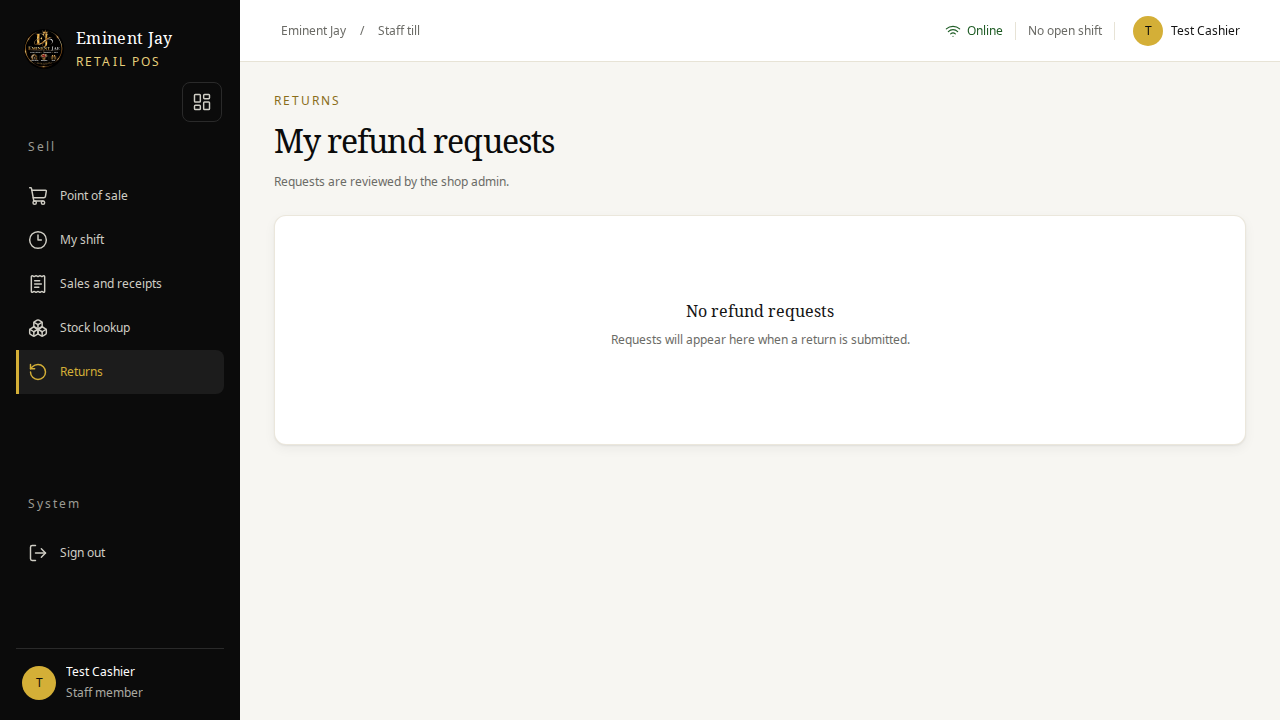 Eminent Jay
RETAIL POS
Sell
Point of sale
My shift
Sales and receipts
Stock lookup
Returns
System
Sign out
T
Test Cashier
Staff member
Eminent Jay / Staff till
Online
No open shift
T
Test Cashier
RETURNS
My refund requests
Requests are reviewed by the shop admin.
No refund requests
Requests will appear here when a return is submitted.